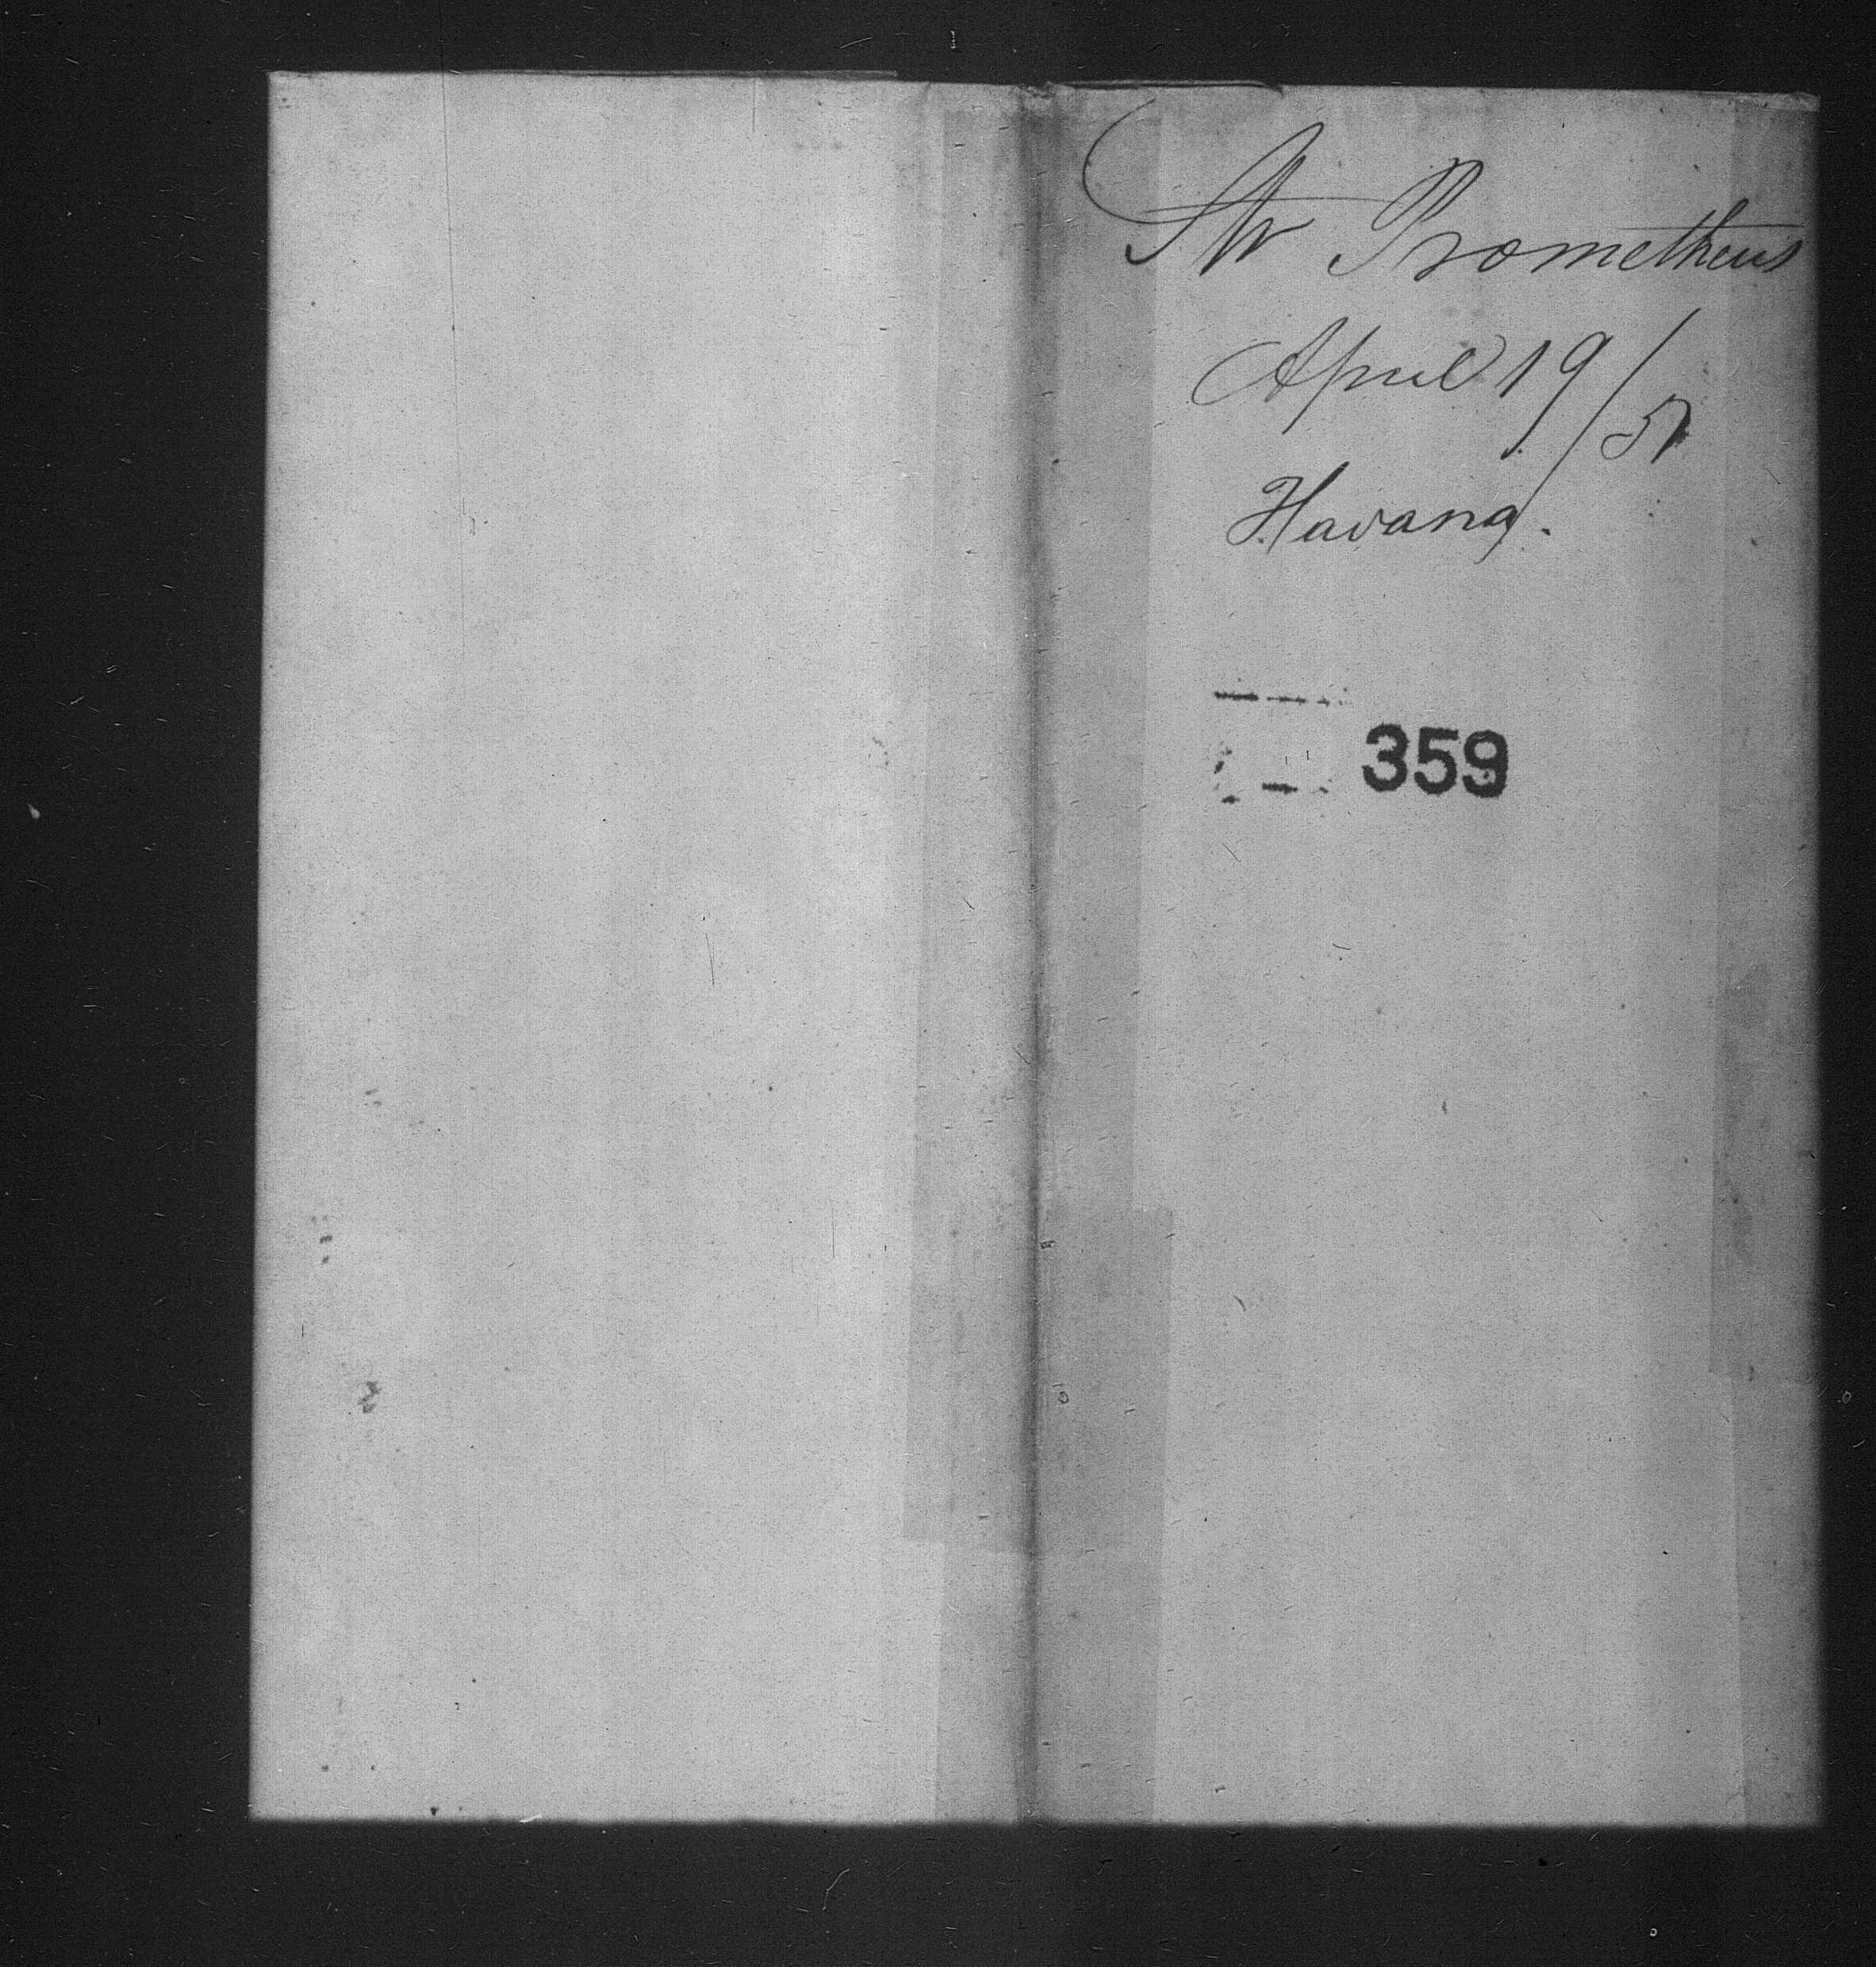 Str Prometheus
April 19/51
Havana.
359